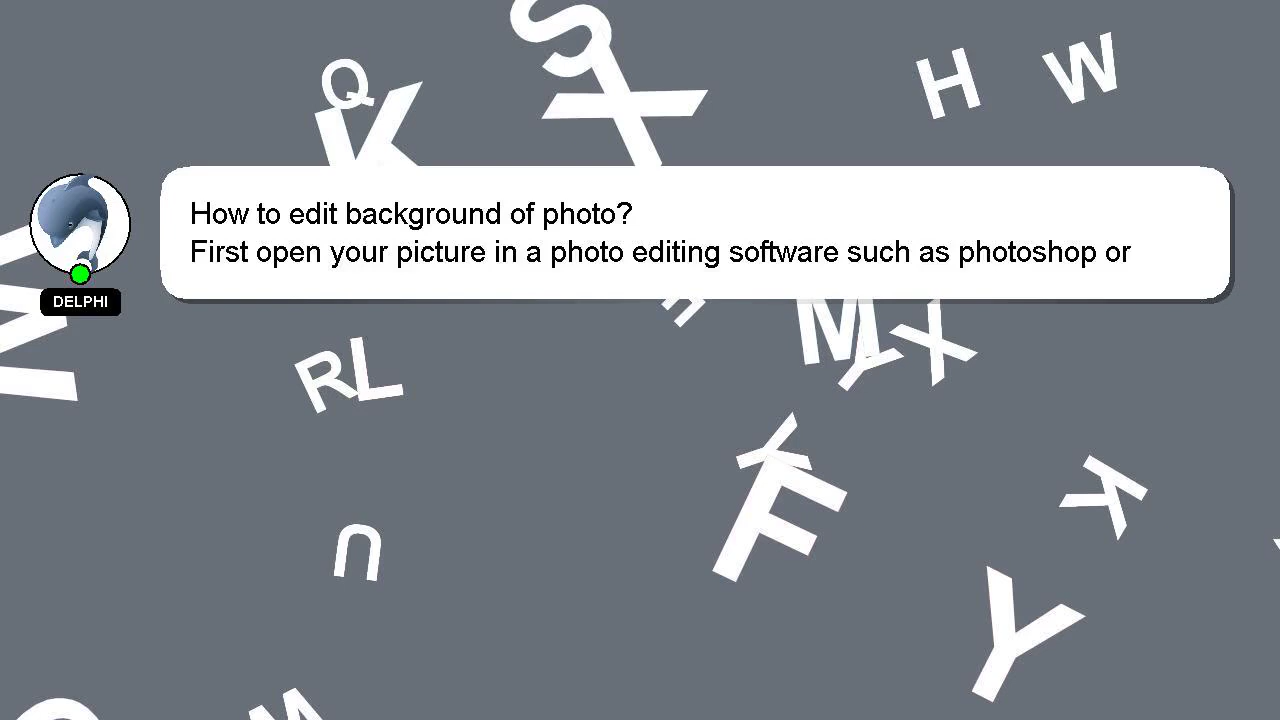 S
Q
H W
K X
How to edit background of photo?
First open your picture in a photo editing software such as photoshop or
DELPHI
M
X
Y
R L
K
F
K
U
Y
M